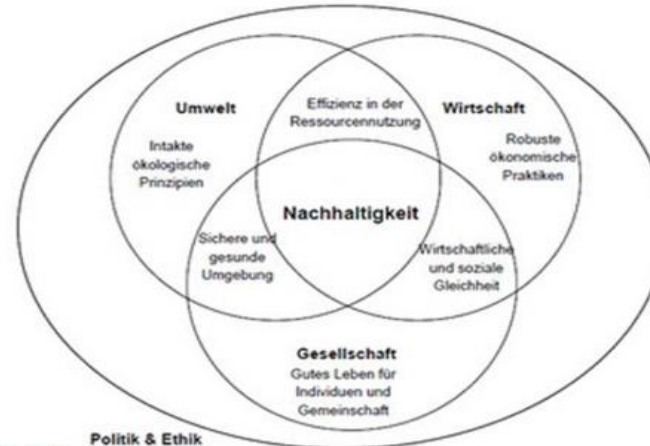 Umwelt
Intakte
ökologische
Prinzipien
Effizienz in der
Ressourcennutzung
Wirtschaft
Robuste
ökonomische
Praktiken
Nachhaltigkeit
Sichere und
gesunde
Umgebung
Wirtschaftliche
und soziale
Gleichheit
Gesellschaft
Gutes Leben für
Individuen und
Gemeinschaft
Politik & Ethik